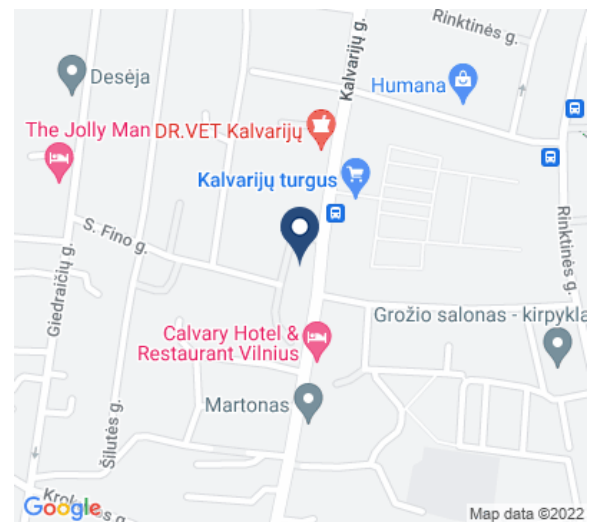 Rinktinės g.
Kalvarijų g.
Desėja
Humana
The Jolly Man
DR.VET Kalvarijų
Kalvarijų turgus
S. Fino g.
Rinktinės g.
Giedraičių g.
Grožio salonas - kirpykla
Calvary Hotel &
Restaurant Vilnius
Martonas
Šilutės g.
Google
Map data ©2022